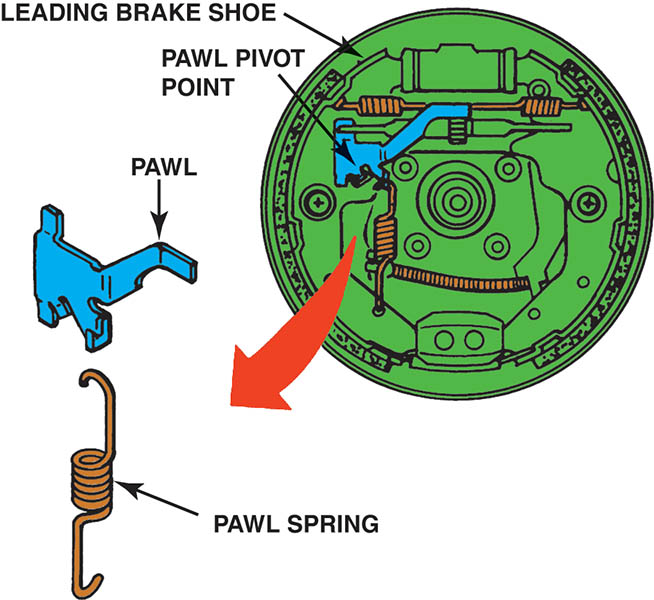 LEADING BRAKE SHOE
PAWL PIVOT
POINT
PAWL
PAWL SPRING